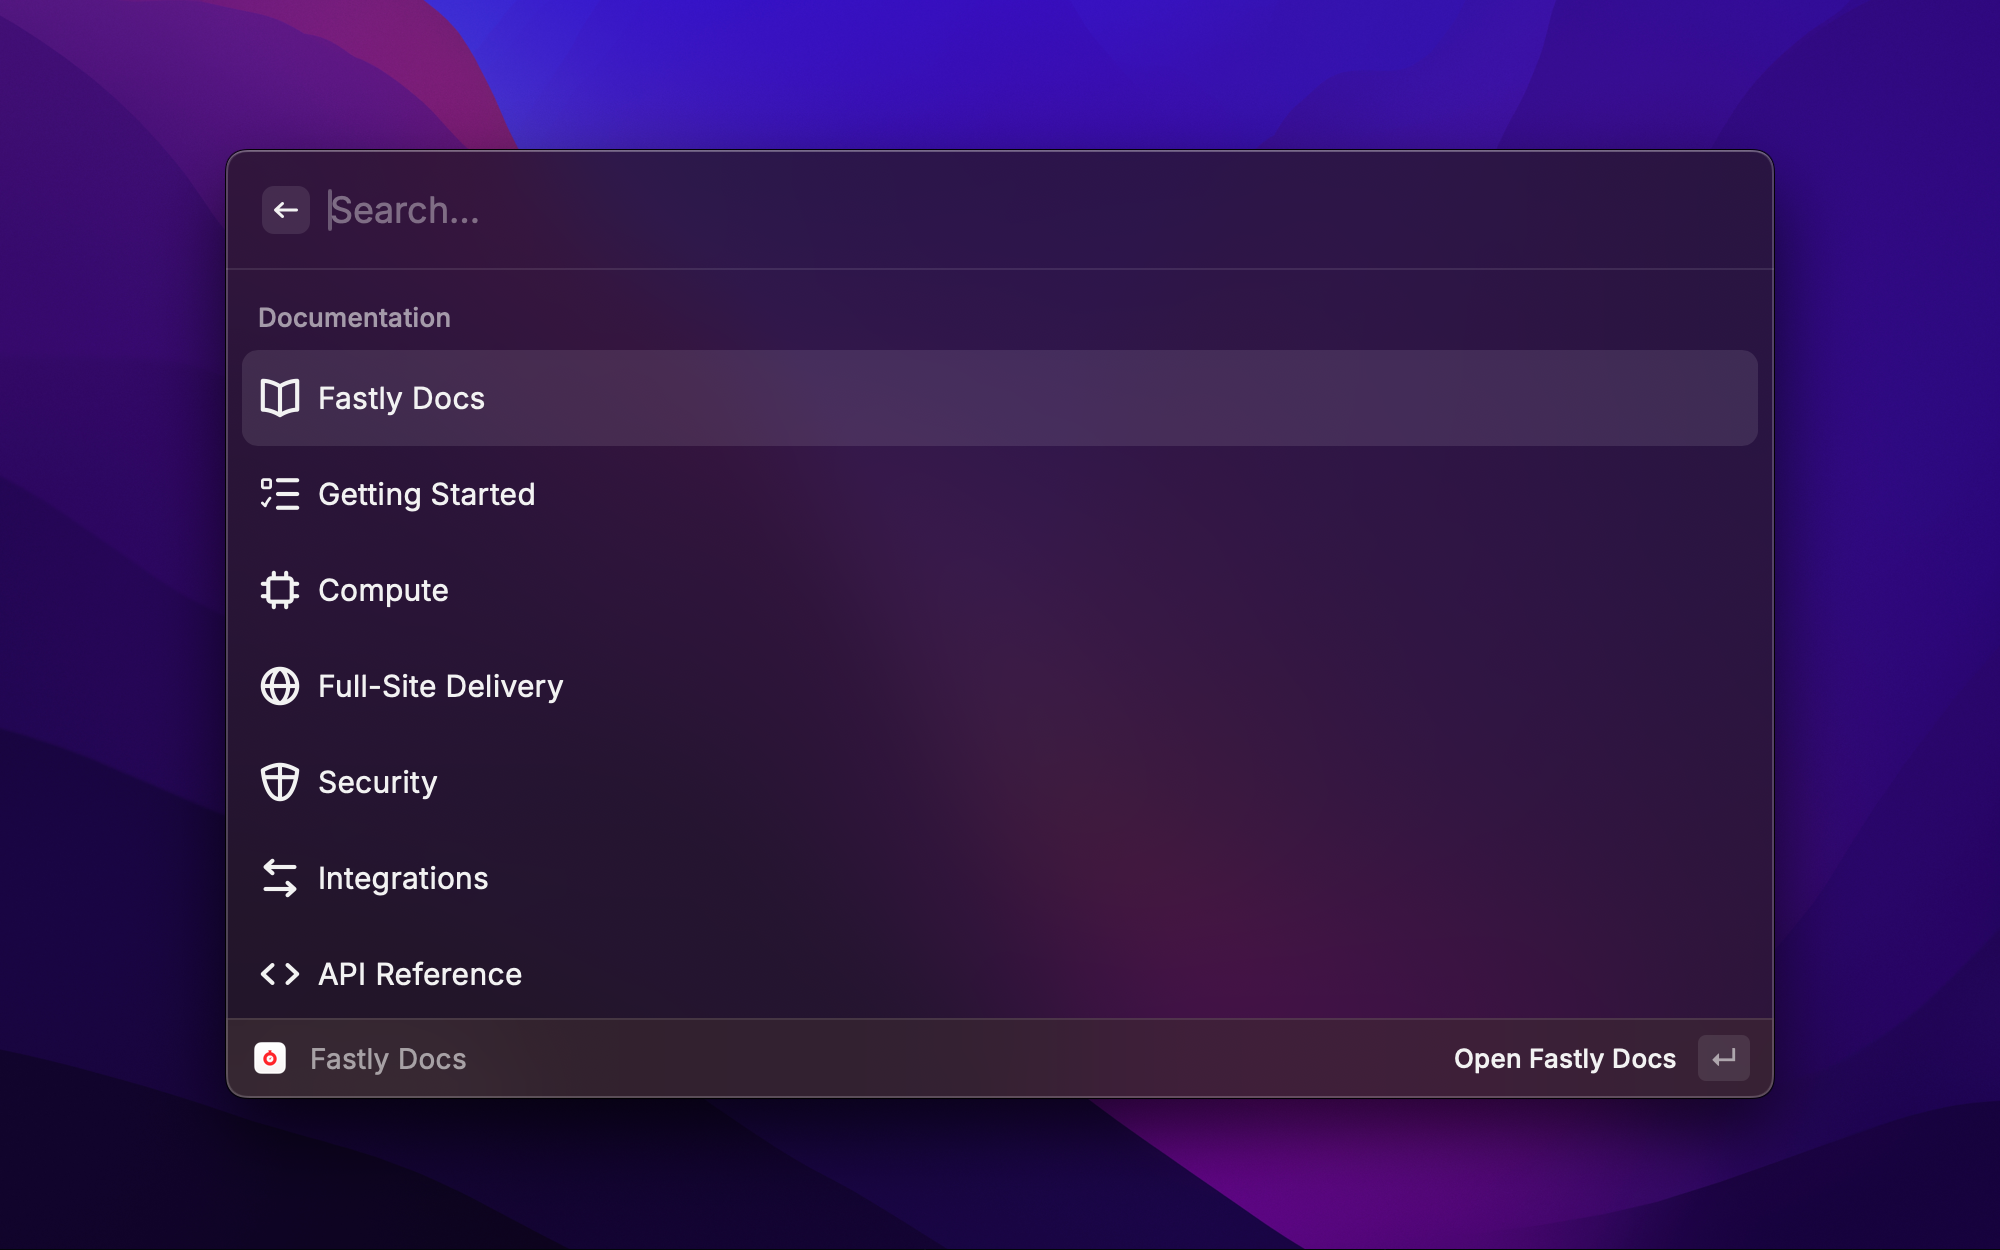 Search...
Documentation
Fastly Docs
Getting Started
Compute
Full-Site Delivery
Security
Integrations
API Reference
Fastly Docs
Open Fastly Docs